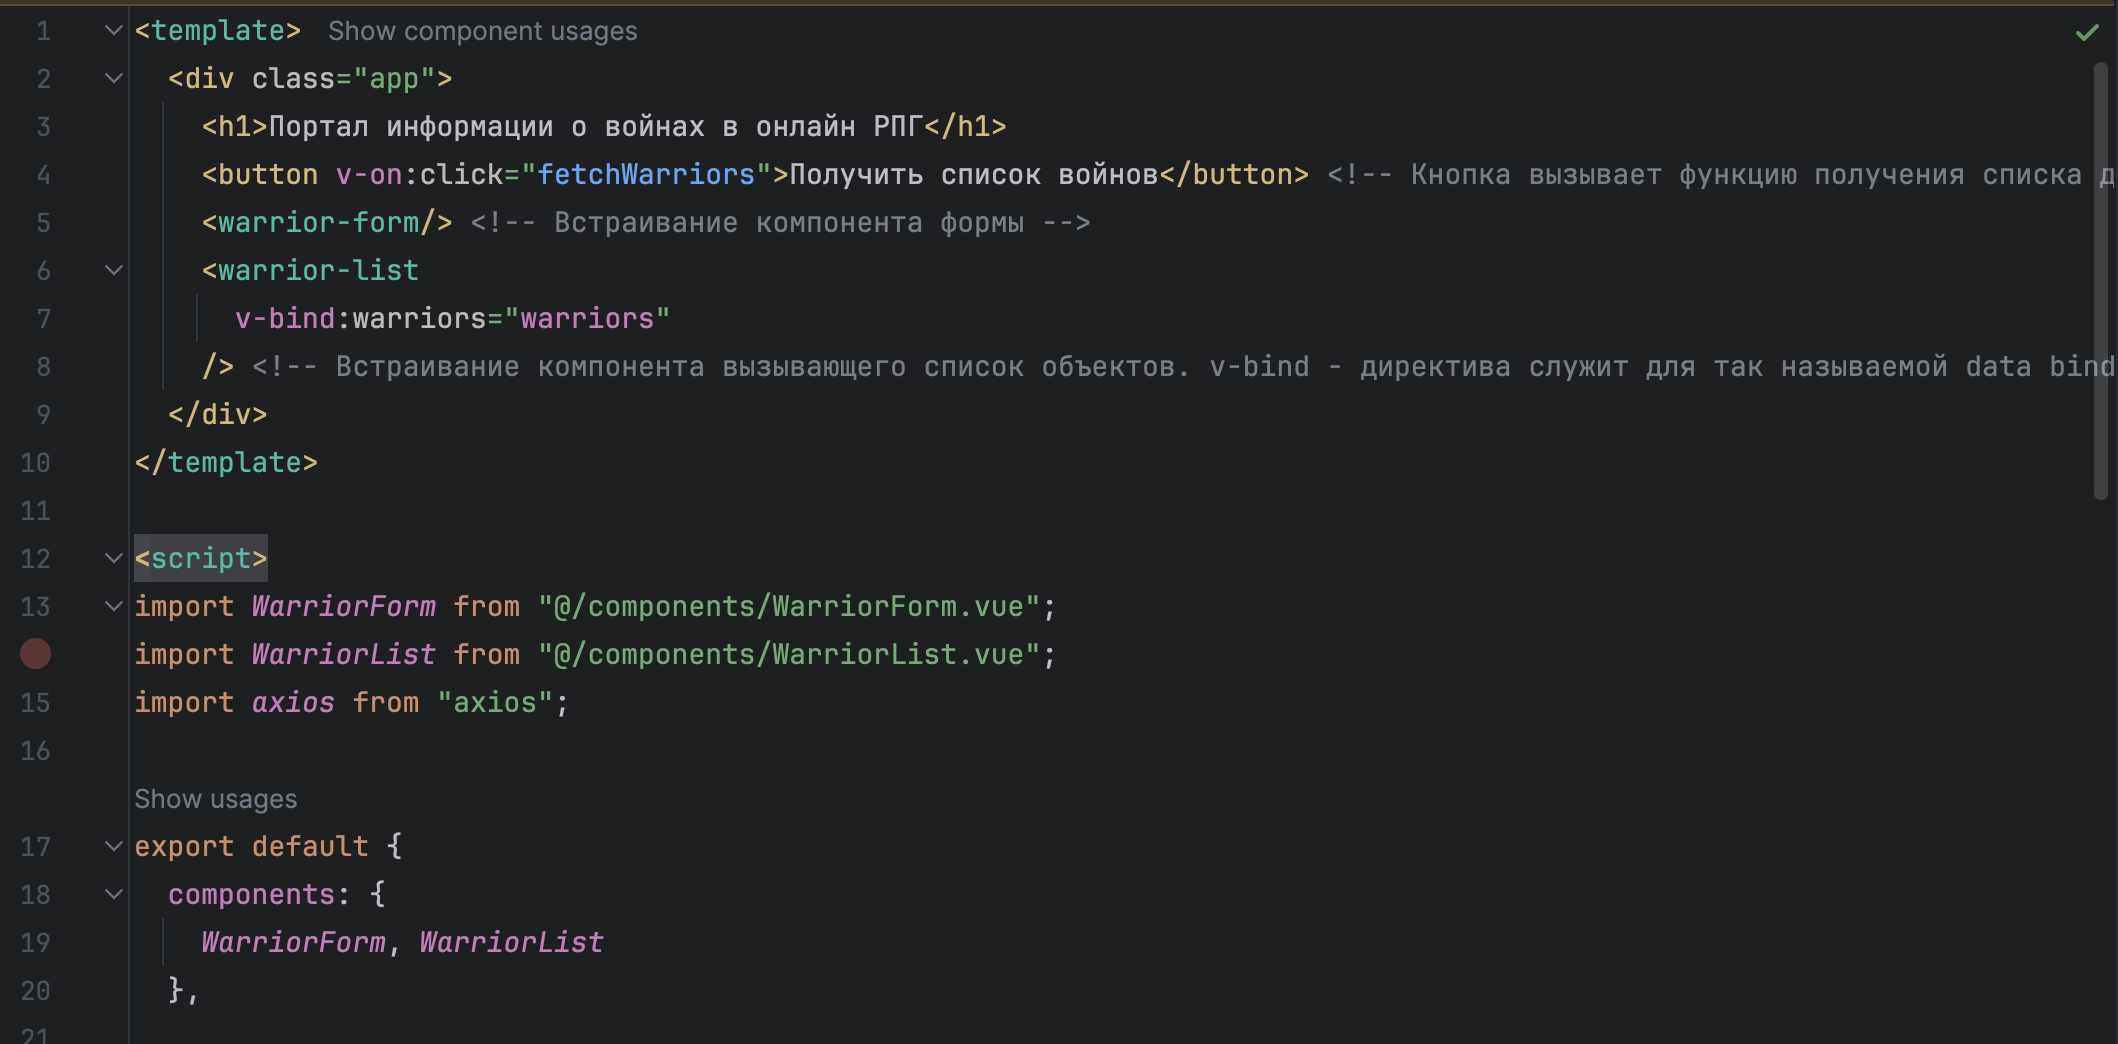 1 <template> Show component usages
2 <div class="app">
3 <h1>Портал информации о войнах в онлайн РПГ</h1>
4 <button v-on:click="fetchWarriors">Получить список войнов</button> <!-- Кнопка вызывает функцию получения списка
5 <warrior-form/> <!-- Встраивание компонента формы -->
6 <warrior-list
7 v-bind:warriors="warriors"
8 /> <!-- Встраивание компонента вызывающего список объектов. v-bind - директива служит для так называемой data bind
9 </div>
10 </template>
11
12 <script>
13 import WarriorForm from "@/components/WarriorForm.vue";
import WarriorList from "@/components/WarriorList.vue";
15 import axios from "axios";
16
Show usages
17 export default {
18 components: {
19 WarriorForm, WarriorList
20 },
21